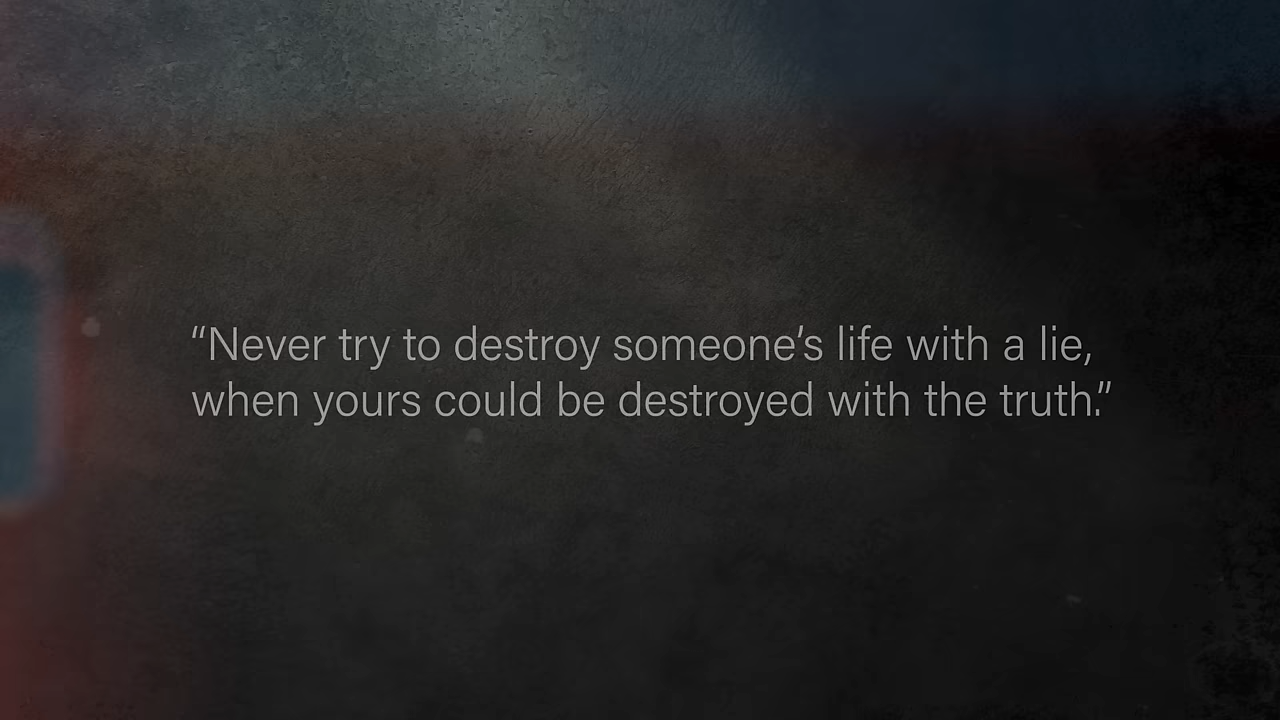 “Never try to destroy someone’s life with a lie,
when yours could be destroyed with the truth.”